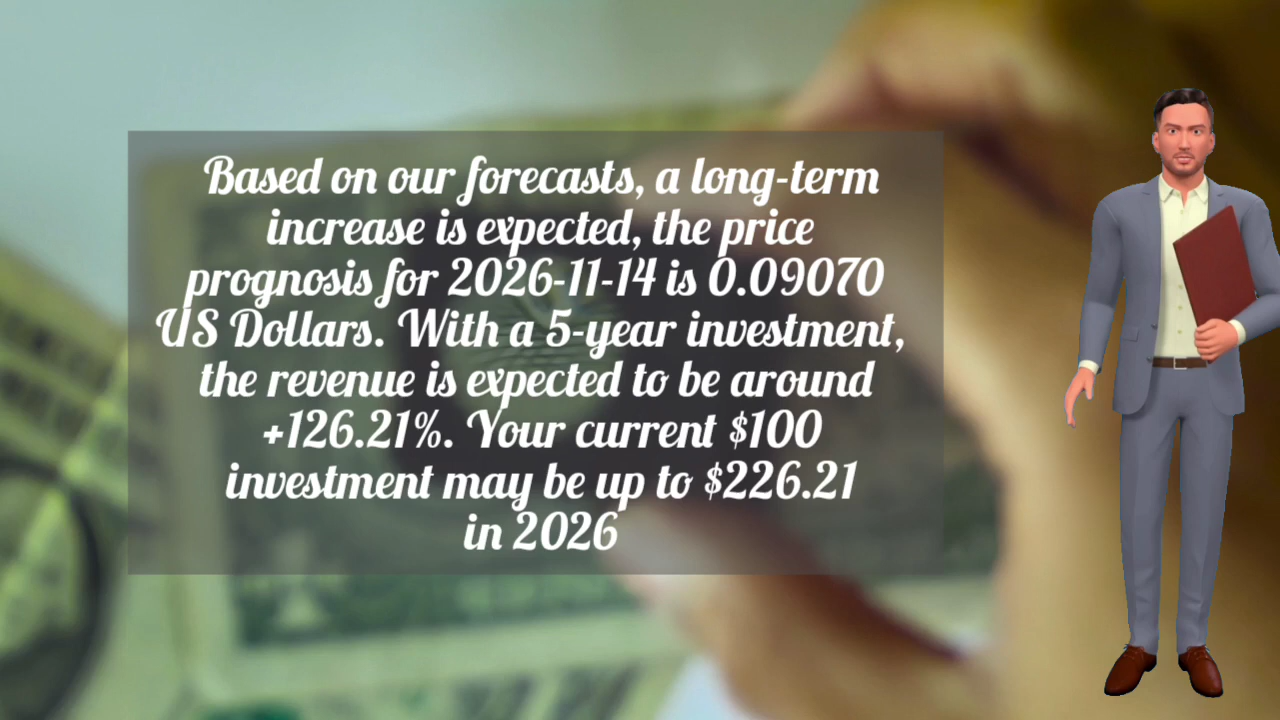 Based on our forecasts, a long-term
increase is expected, the price
prognosis for 2026-11-14 is 0.09070
US Dollars. With a 5-year investment,
the revenue is expected to be around
+126.21%. Your current $100
investment may be up to $226.21
in 2026